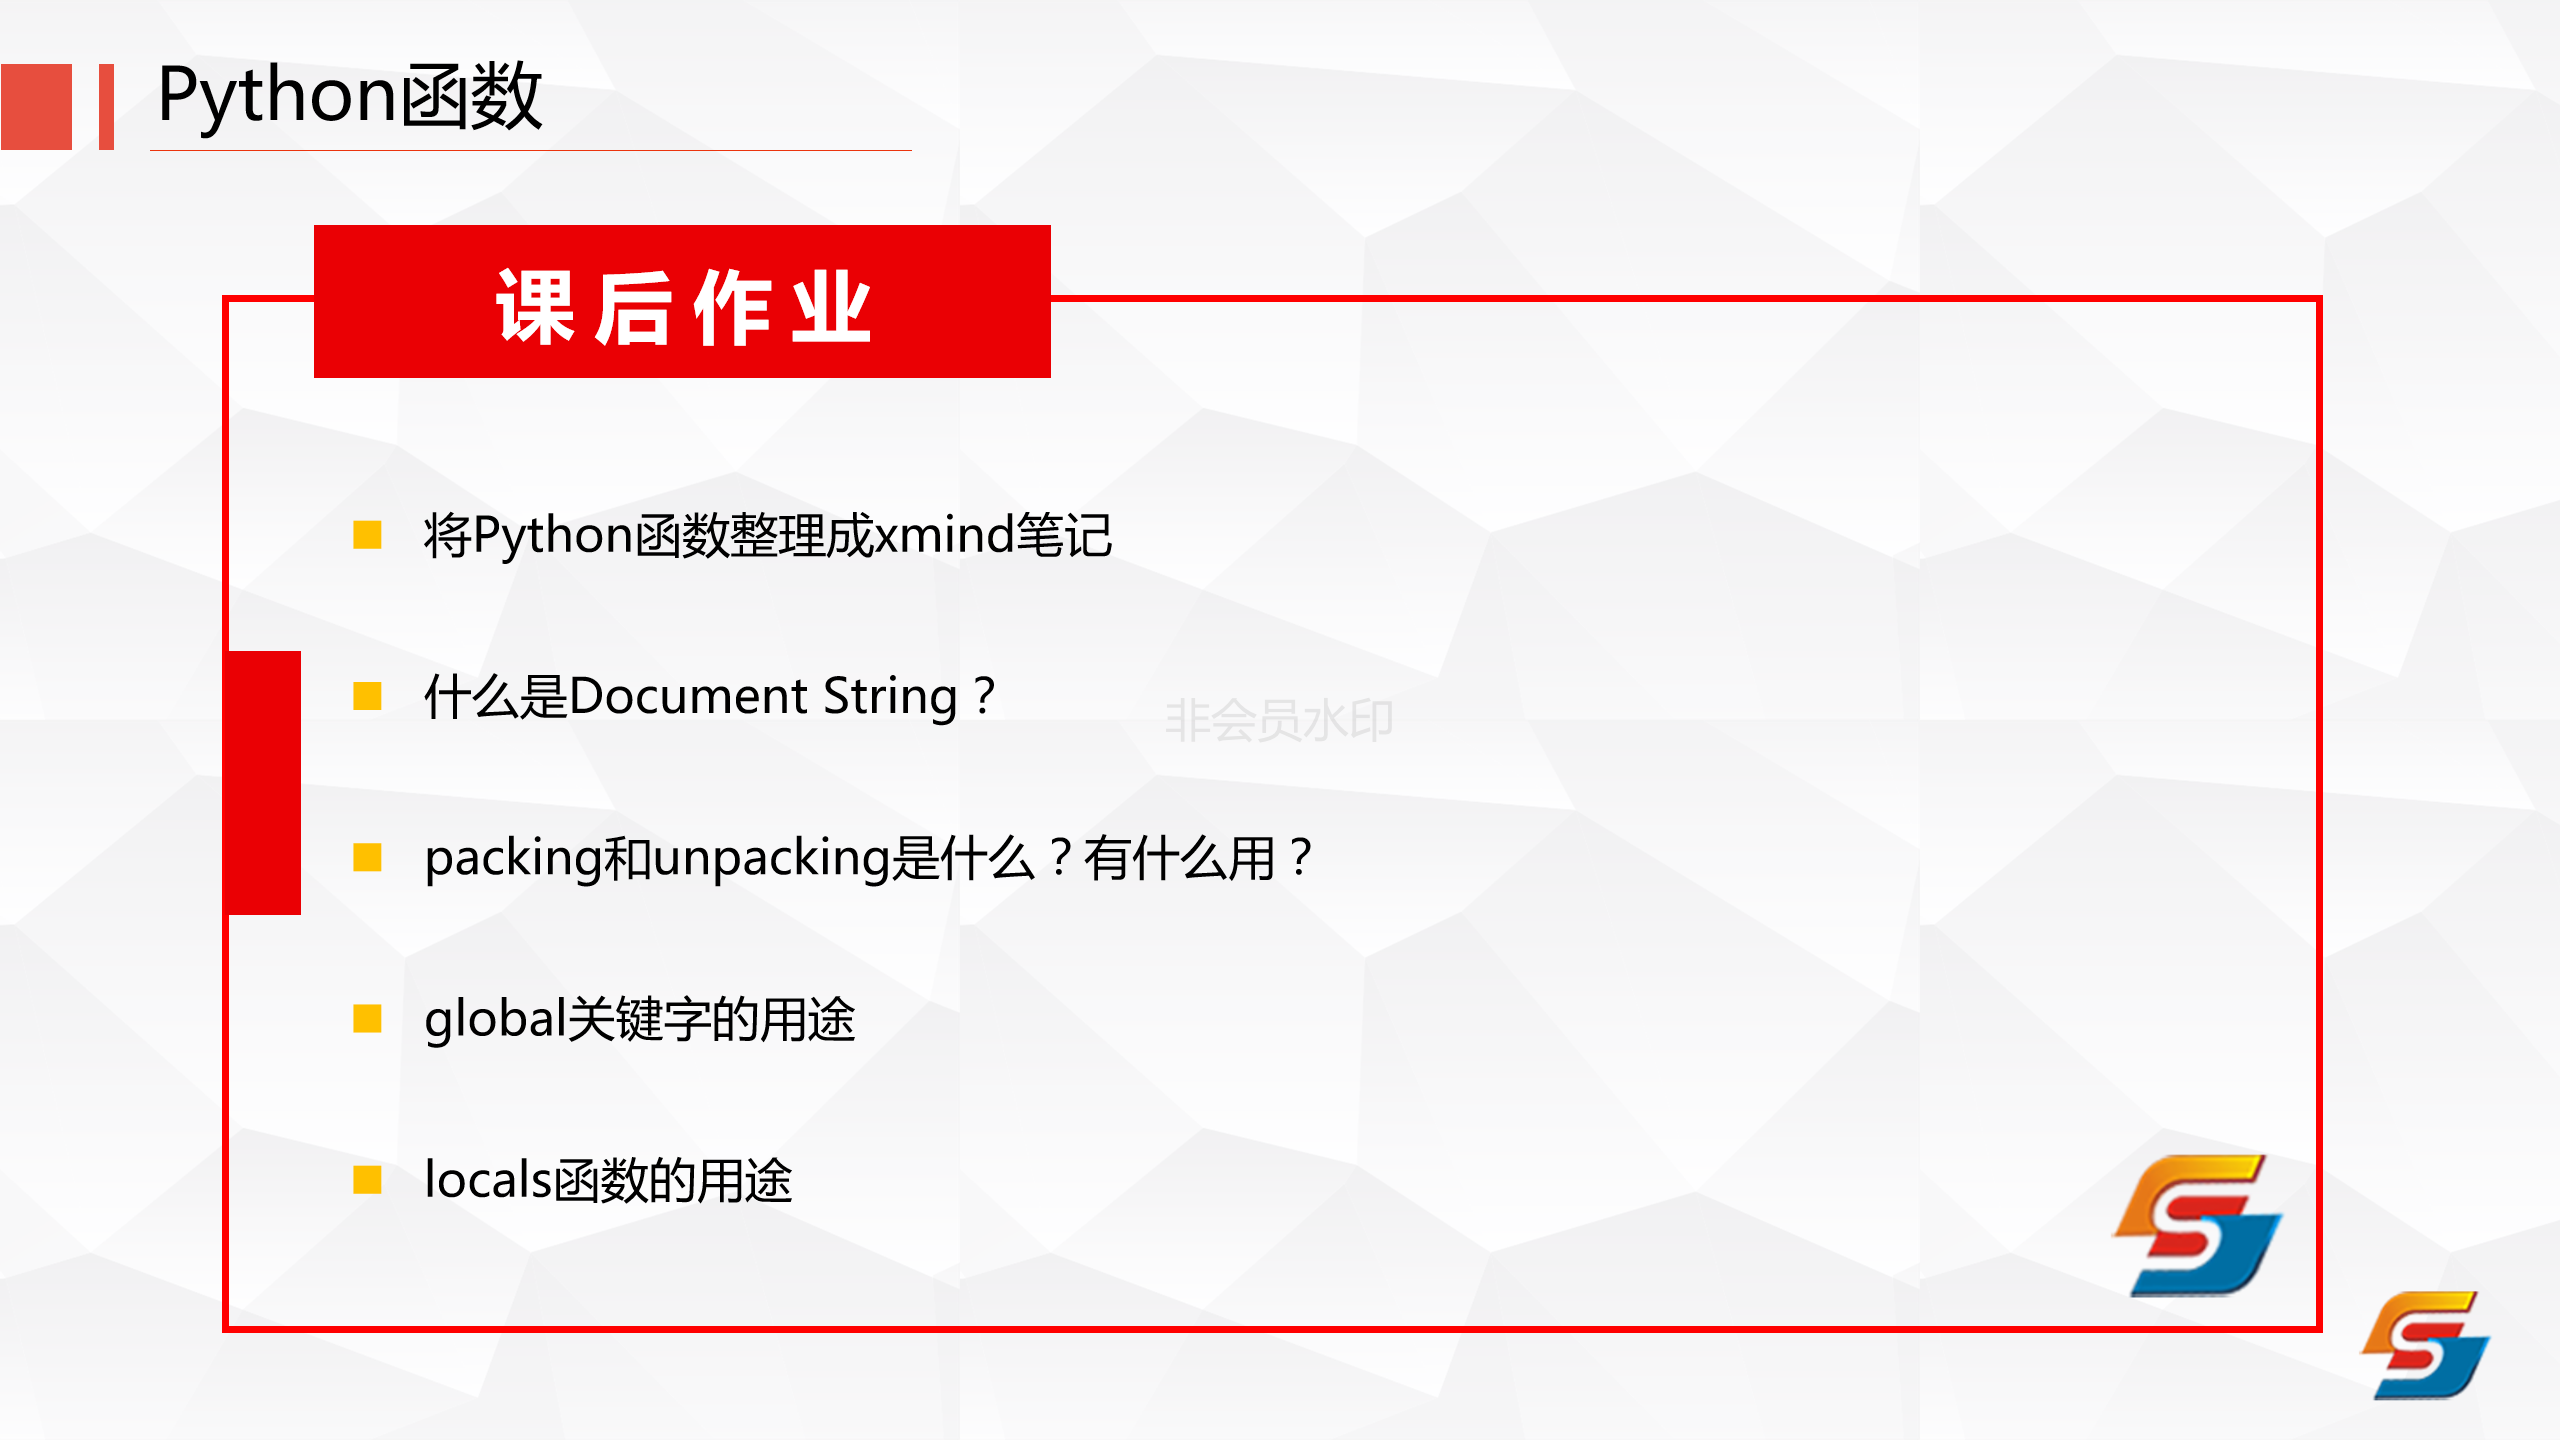 Python函数
课后作业
将Python函数整理成xmind笔记
什么是Document String？
非会员水印
packing和unpacking是什么？有什么用？
global关键字的用途
locals函数的用途